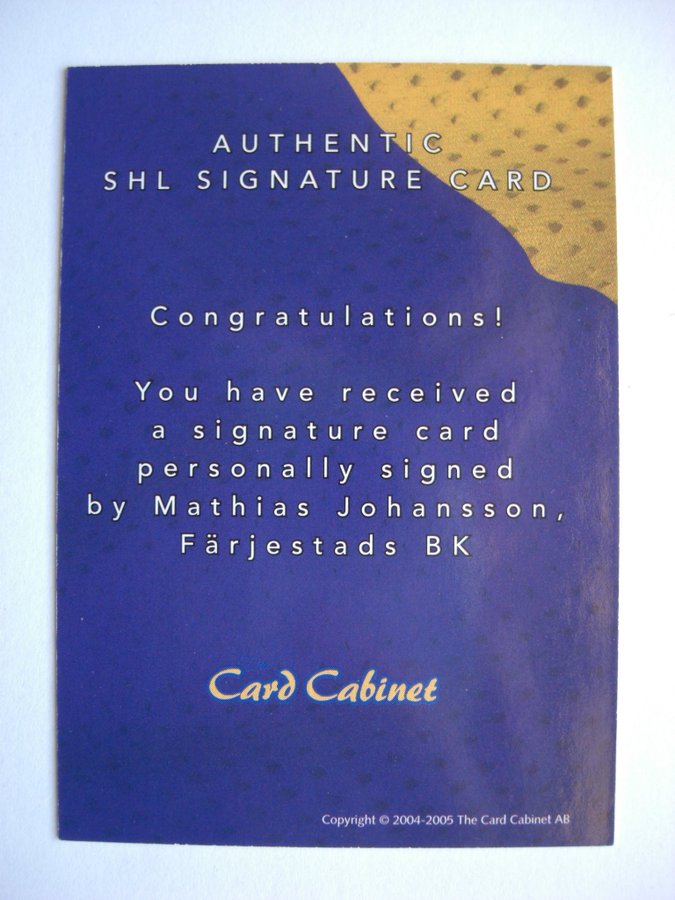 AUTHENTIC
SHL SIGNATURE CARD
Congratulations!
You have received
a signature card
personally signed
by Mathias Johansson,
Färjestads BK
Card Cabinet
Copyright © 2004-2005 The Card Cabinet AB